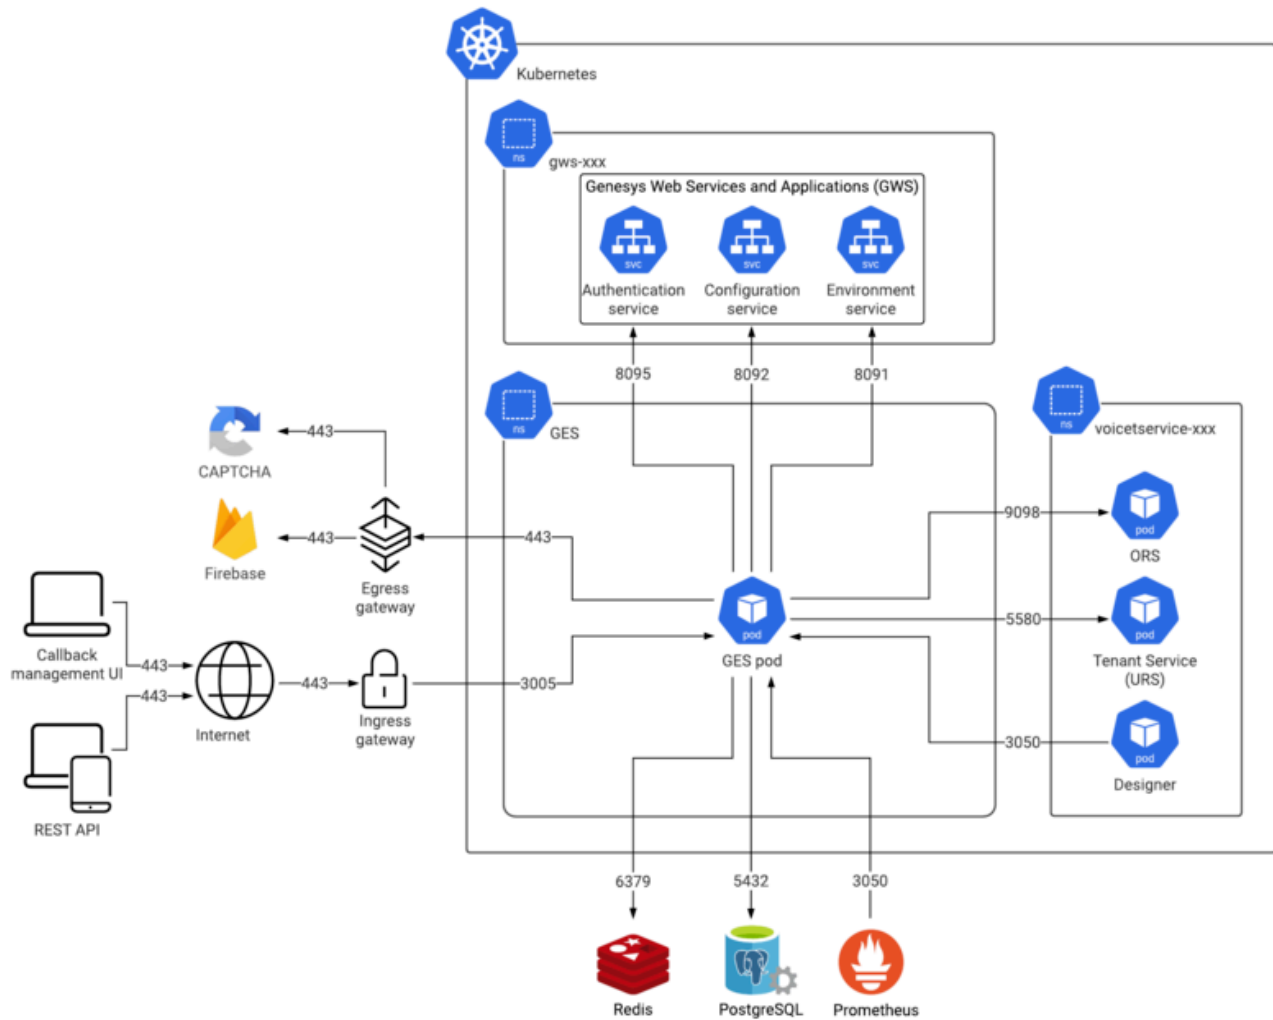 Kubernetes
ns
gws-xxx
Genesys Web Services and Applications (GWS)
svc
svc
svc
Authentication
service
Configuration
service
Environment
service
8095
8092
8091
ns
GES
ns
voicetservice-xxx
CAPTCHA
443
Firebase
443
Egress
gateway
443
9098
pod
ORS
5580
pod
Tenant Service
(URS)
pod
GES pod
Callback
management UI
443
443
Internet
443
Ingress
gateway
3005
REST API
3050
pod
Designer
6379
5432
3050
Redis
PostgreSQL
Prometheus